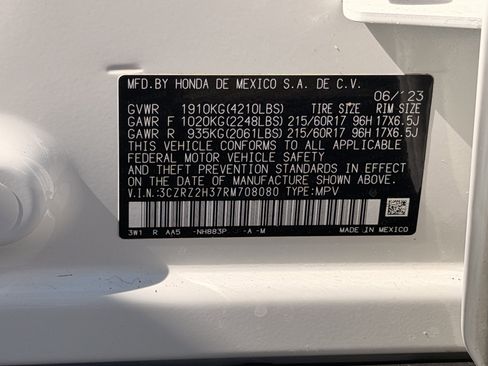 MFD.BY HONDA DE MEXICO S.A. DE C.V.
06/'23
GVWR 1910KG(4210LBS) TIRE SIZE RIM SIZE
GAWR F 1020KG(2248LBS) 215/60R17 96H 17X6.5J
GAWR R 935KG(2061LBS) 215/60R17 96H 17X6.5J
THIS VEHICLE CONFORMS TO ALL APPLICABLE
FEDERAL MOTOR VEHICLE SAFETY
AND THEFT PREVENTION STANDARDS IN EFFECT
ON THE DATE OF MANUFACTURE SHOWN ABOVE.
V.I.N.:3CZRZ2H37RM708080 TYPE:MPV
3W1 R AA5 -NH883P -A -M MADE IN MEXICO